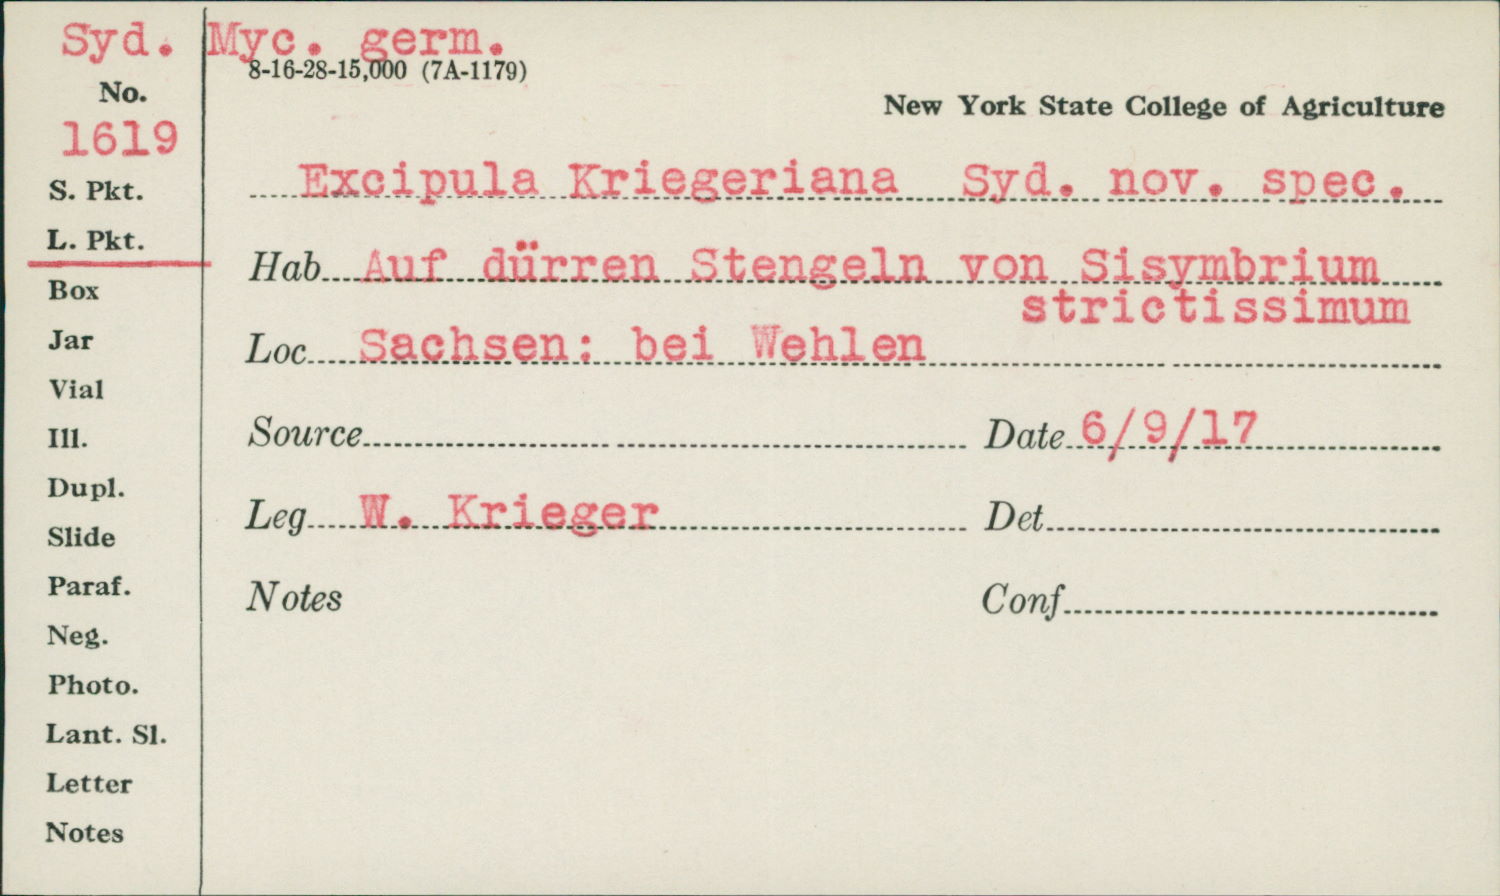 Syd. Myc. germ.
8-16-28-15,000 (7A-1179)
No.
1619
New York State College of Agriculture
S. Pkt.
Excipula Kriegeriana Syd. nov. spec.
L. Pkt.
Hab Auf dürren Stengeln von Sisymbrium
strictissimum
Box
Jar
Loc Sachsen: bei Wehlen
Vial
Ill.
Source Date 6/9/17
Dupl.
Slide
Leg W. Krieger Det
Paraf.
Notes Conf
Neg.
Photo.
Lant. Sl.
Letter
Notes